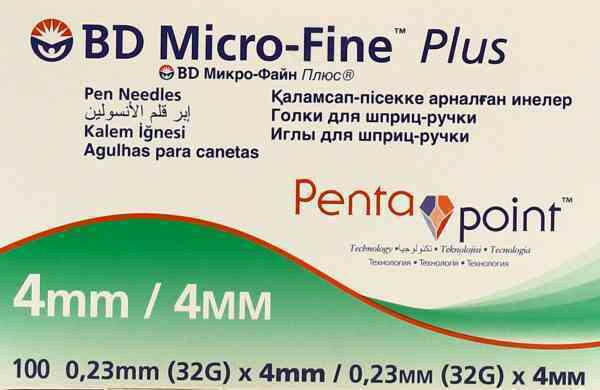 BD Micro-Fine™ Plus
BD Микро-Файн Плюс®
Pen Needles
إبر قلم الأنسولين
Kalem İğnesi
Agulhas para canetas
Қаламсап-пісекке арналған инелер
Голки для шприц-ручки
Иглы для шприц-ручки
Penta point™
Technology • تكنولوجيا • Teknolojisi • Tecnologia
Технология • Технологія • Технология
4mm / 4мм
100 0,23mm (32G) x 4mm / 0,23мм (32G) x 4мм